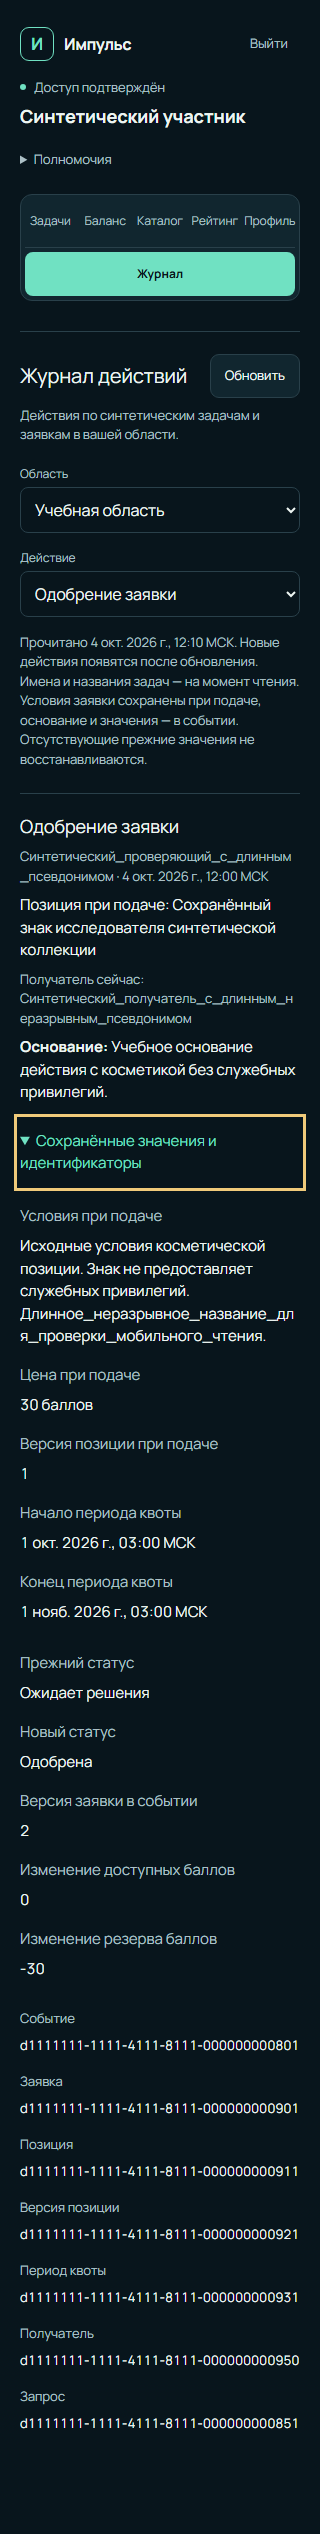 И Импульс Выйти
Доступ подтверждён
Синтетический участник
Полномочия
Задачи Баланс Каталог Рейтинг Профиль
Журнал
Журнал действий Обновить
Действия по синтетическим задачам и
заявкам в вашей области.
Область
Учебная область
Действие
Одобрение заявки
Прочитано 4 окт. 2026 г., 12:10 МСК. Новые
действия появятся после обновления.
Имена и названия задач — на момент чтения.
Условия заявки сохранены при подаче,
основание и значения — в событии.
Отсутствующие прежние значения не
восстанавливаются.
Одобрение заявки
Синтетический_проверяющий_с_длинным
_псевдонимом · 4 окт. 2026 г., 12:00 МСК
Позиция при подаче: Сохранённый
знак исследователя синтетической
коллекции
Получатель сейчас:
Синтетический_получатель_с_длинным_н
еразрывным_псевдонимом
Основание: Учебное основание
действия с косметикой без служебных
привилегий.
Сохранённые значения и
идентификаторы
Условия при подаче
Исходные условия косметической
позиции. Знак не предоставляет
служебных привилегий.
Длинное_неразрывное_название_дл
я_проверки_мобильного_чтения.
Цена при подаче
30 баллов
Версия позиции при подаче
1
Начало периода квоты
1 окт. 2026 г., 03:00 МСК
Конец периода квоты
1 нояб. 2026 г., 03:00 МСК
Прежний статус
Ожидает решения
Новый статус
Одобрена
Версия заявки в событии
2
Изменение доступных баллов
0
Изменение резерва баллов
-30
Событие
d1111111-1111-4111-8111-000000000801
Заявка
d1111111-1111-4111-8111-000000000901
Позиция
d1111111-1111-4111-8111-000000000911
Версия позиции
d1111111-1111-4111-8111-000000000921
Период квоты
d1111111-1111-4111-8111-000000000931
Получатель
d1111111-1111-4111-8111-000000000950
Запрос
d1111111-1111-4111-8111-000000000851